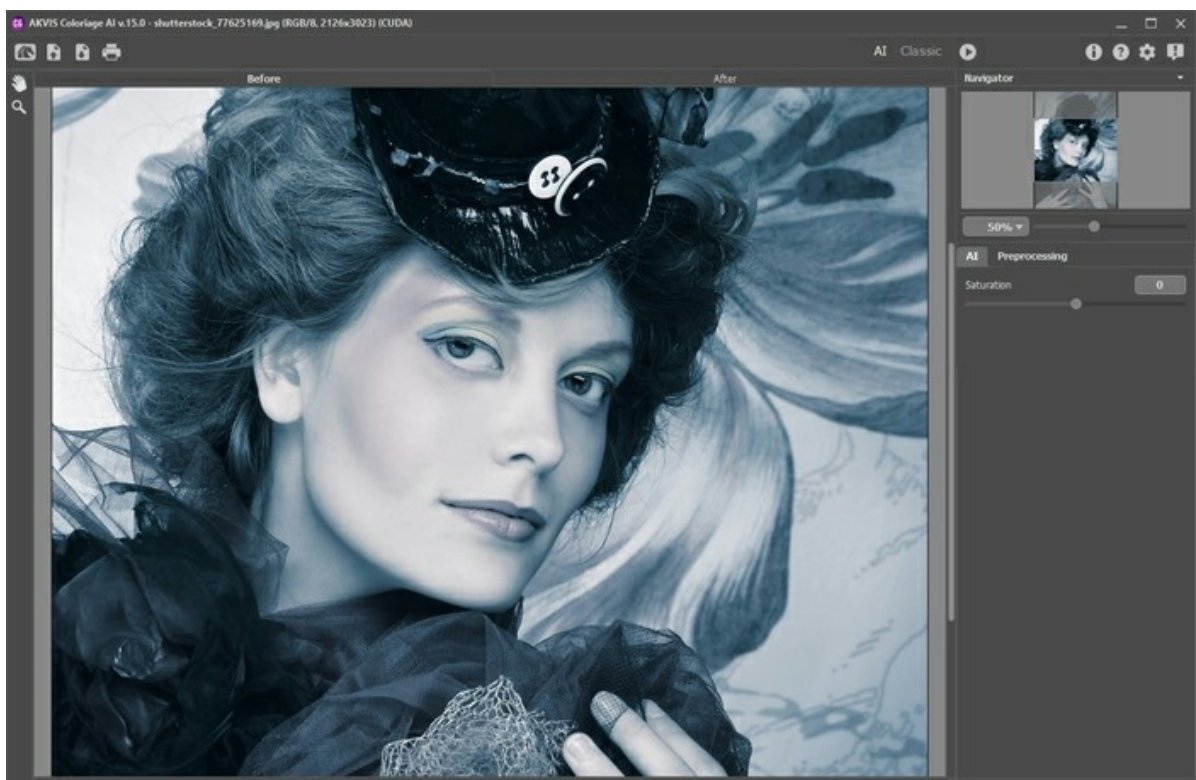 CG AKVIS Coloriage AI v.15.0 - shutterstock_77625169.jpg (RGB/8, 2126x3023) (CUDA)
AI Classic
Before After
Navigator
50%
AI Preprocessing
Saturation 0